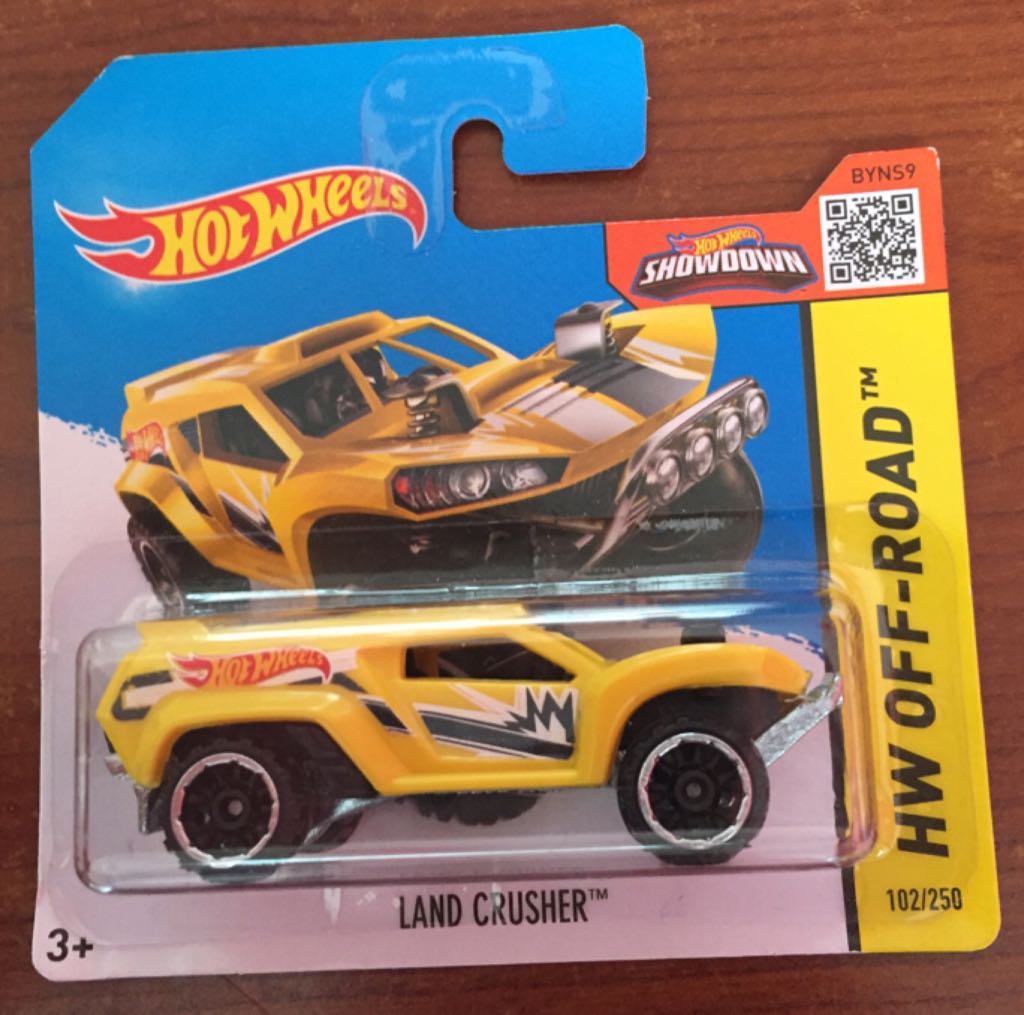 BYNS9
HOT WHEELS
HOT WHEELS
SHOWDOWN
HW OFF-ROAD™
HOT WHEELS
LAND CRUSHER™
102/250
3+